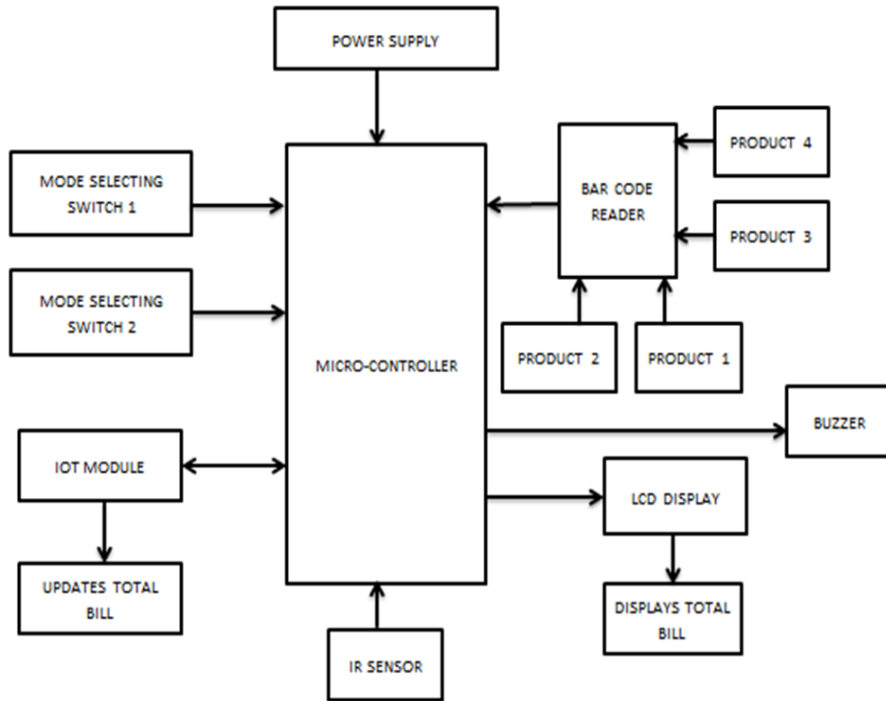 POWER SUPPLY
MODE SELECTING
SWITCH 1
BAR CODE
READER
PRODUCT 4
PRODUCT 3
MODE SELECTING
SWITCH 2
MICRO-CONTROLLER
PRODUCT 2
PRODUCT 1
BUZZER
IOT MODULE
LCD DISPLAY
UPDATES TOTAL
BILL
DISPLAYS TOTAL
BILL
IR SENSOR